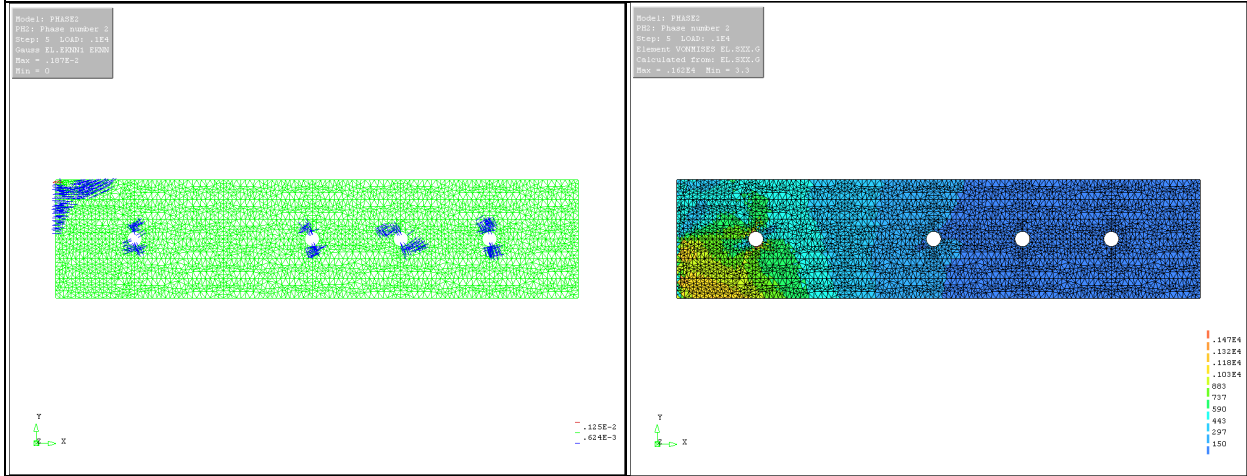 Model: PHASE2
PH2: Phase number 2
Step: 5 LOAD: .1E4
Gauss EL.EKNN1 EKNN
Max = .187E-2
Min = 0
.125E-2
.624E-3
Y
Z X
Model: PHASE2
PH2: Phase number 2
Step: 5 LOAD: .1E4
Element VONMISES EL.SXX.G
Calculated from: EL.SXX.G
Max = .162E4 Min = 3.3
.147E4
.132E4
.118E4
.103E4
883
737
590
443
297
150
Y
Z X